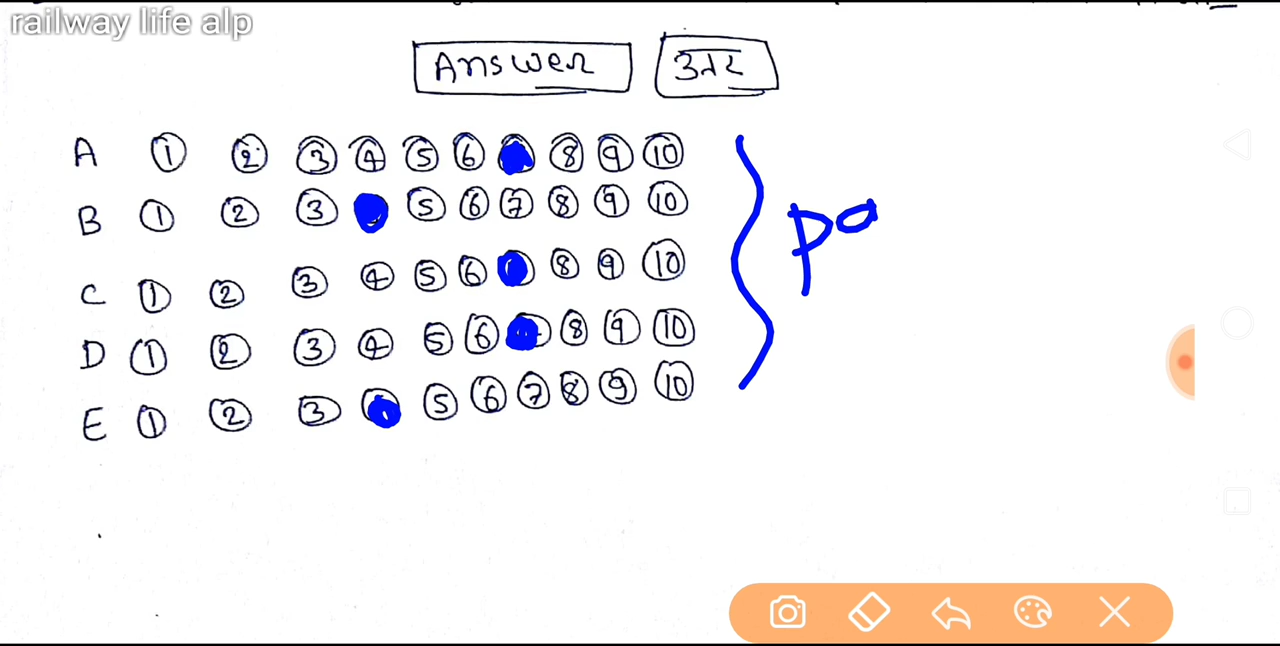 railway life alp
Answer उत्तर
A 1 2 3 4 5 6 8 9 10
B 1 2 3 5 6 7 8 9 10
C 1 2 3 4 5 6 8 9 10
D 1 2 3 4 5 6 8 9 10
E 1 2 3 5 6 7 8 9 10
pa